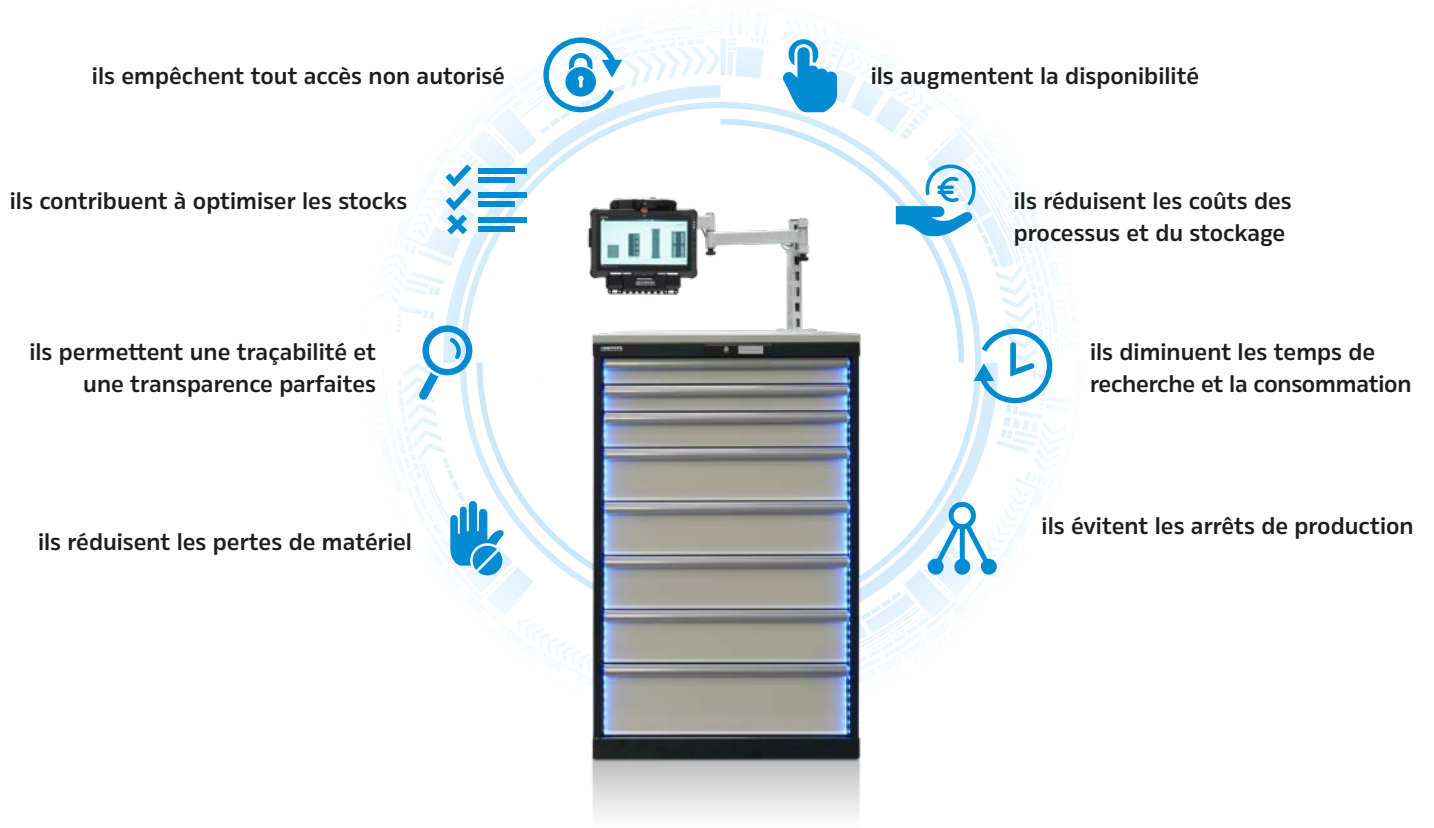 ils empêchent tout accès non autorisé
ils augmentent la disponibilité
ils contribuent à optimiser les stocks
ils réduisent les coûts des
processus et du stockage
ils permettent une traçabilité et
une transparence parfaites
ils diminuent les temps de
recherche et la consommation
ils réduisent les pertes de matériel
ils évitent les arrêts de production